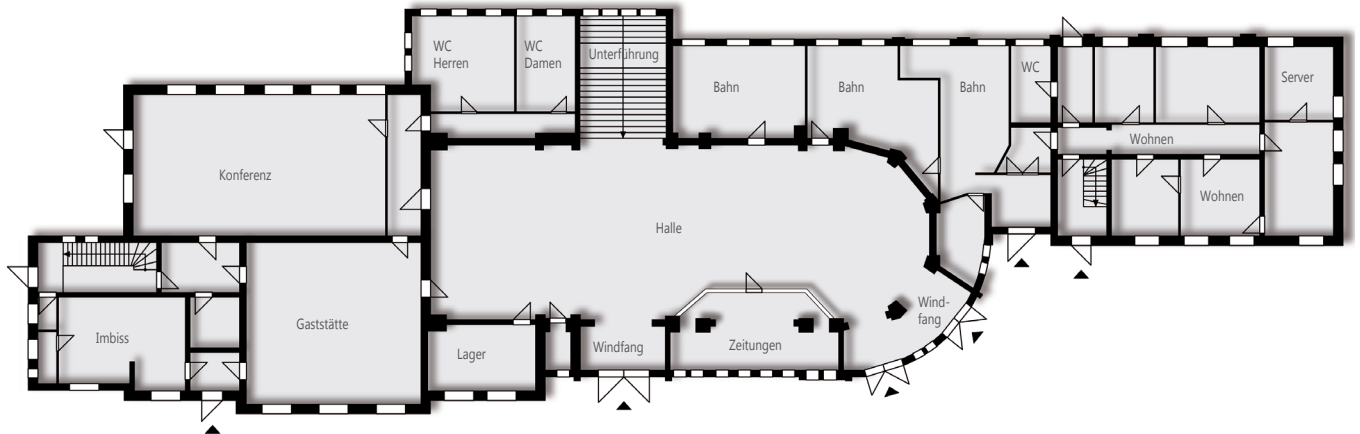 WC
Herren
WC
Damen
Unterführung
Bahn
Bahn
Bahn
WC
Server
Wohnen
Wohnen
Konferenz
Halle
Imbiss
Gaststätte
Lager
Windfang
Zeitungen
Wind-
fang